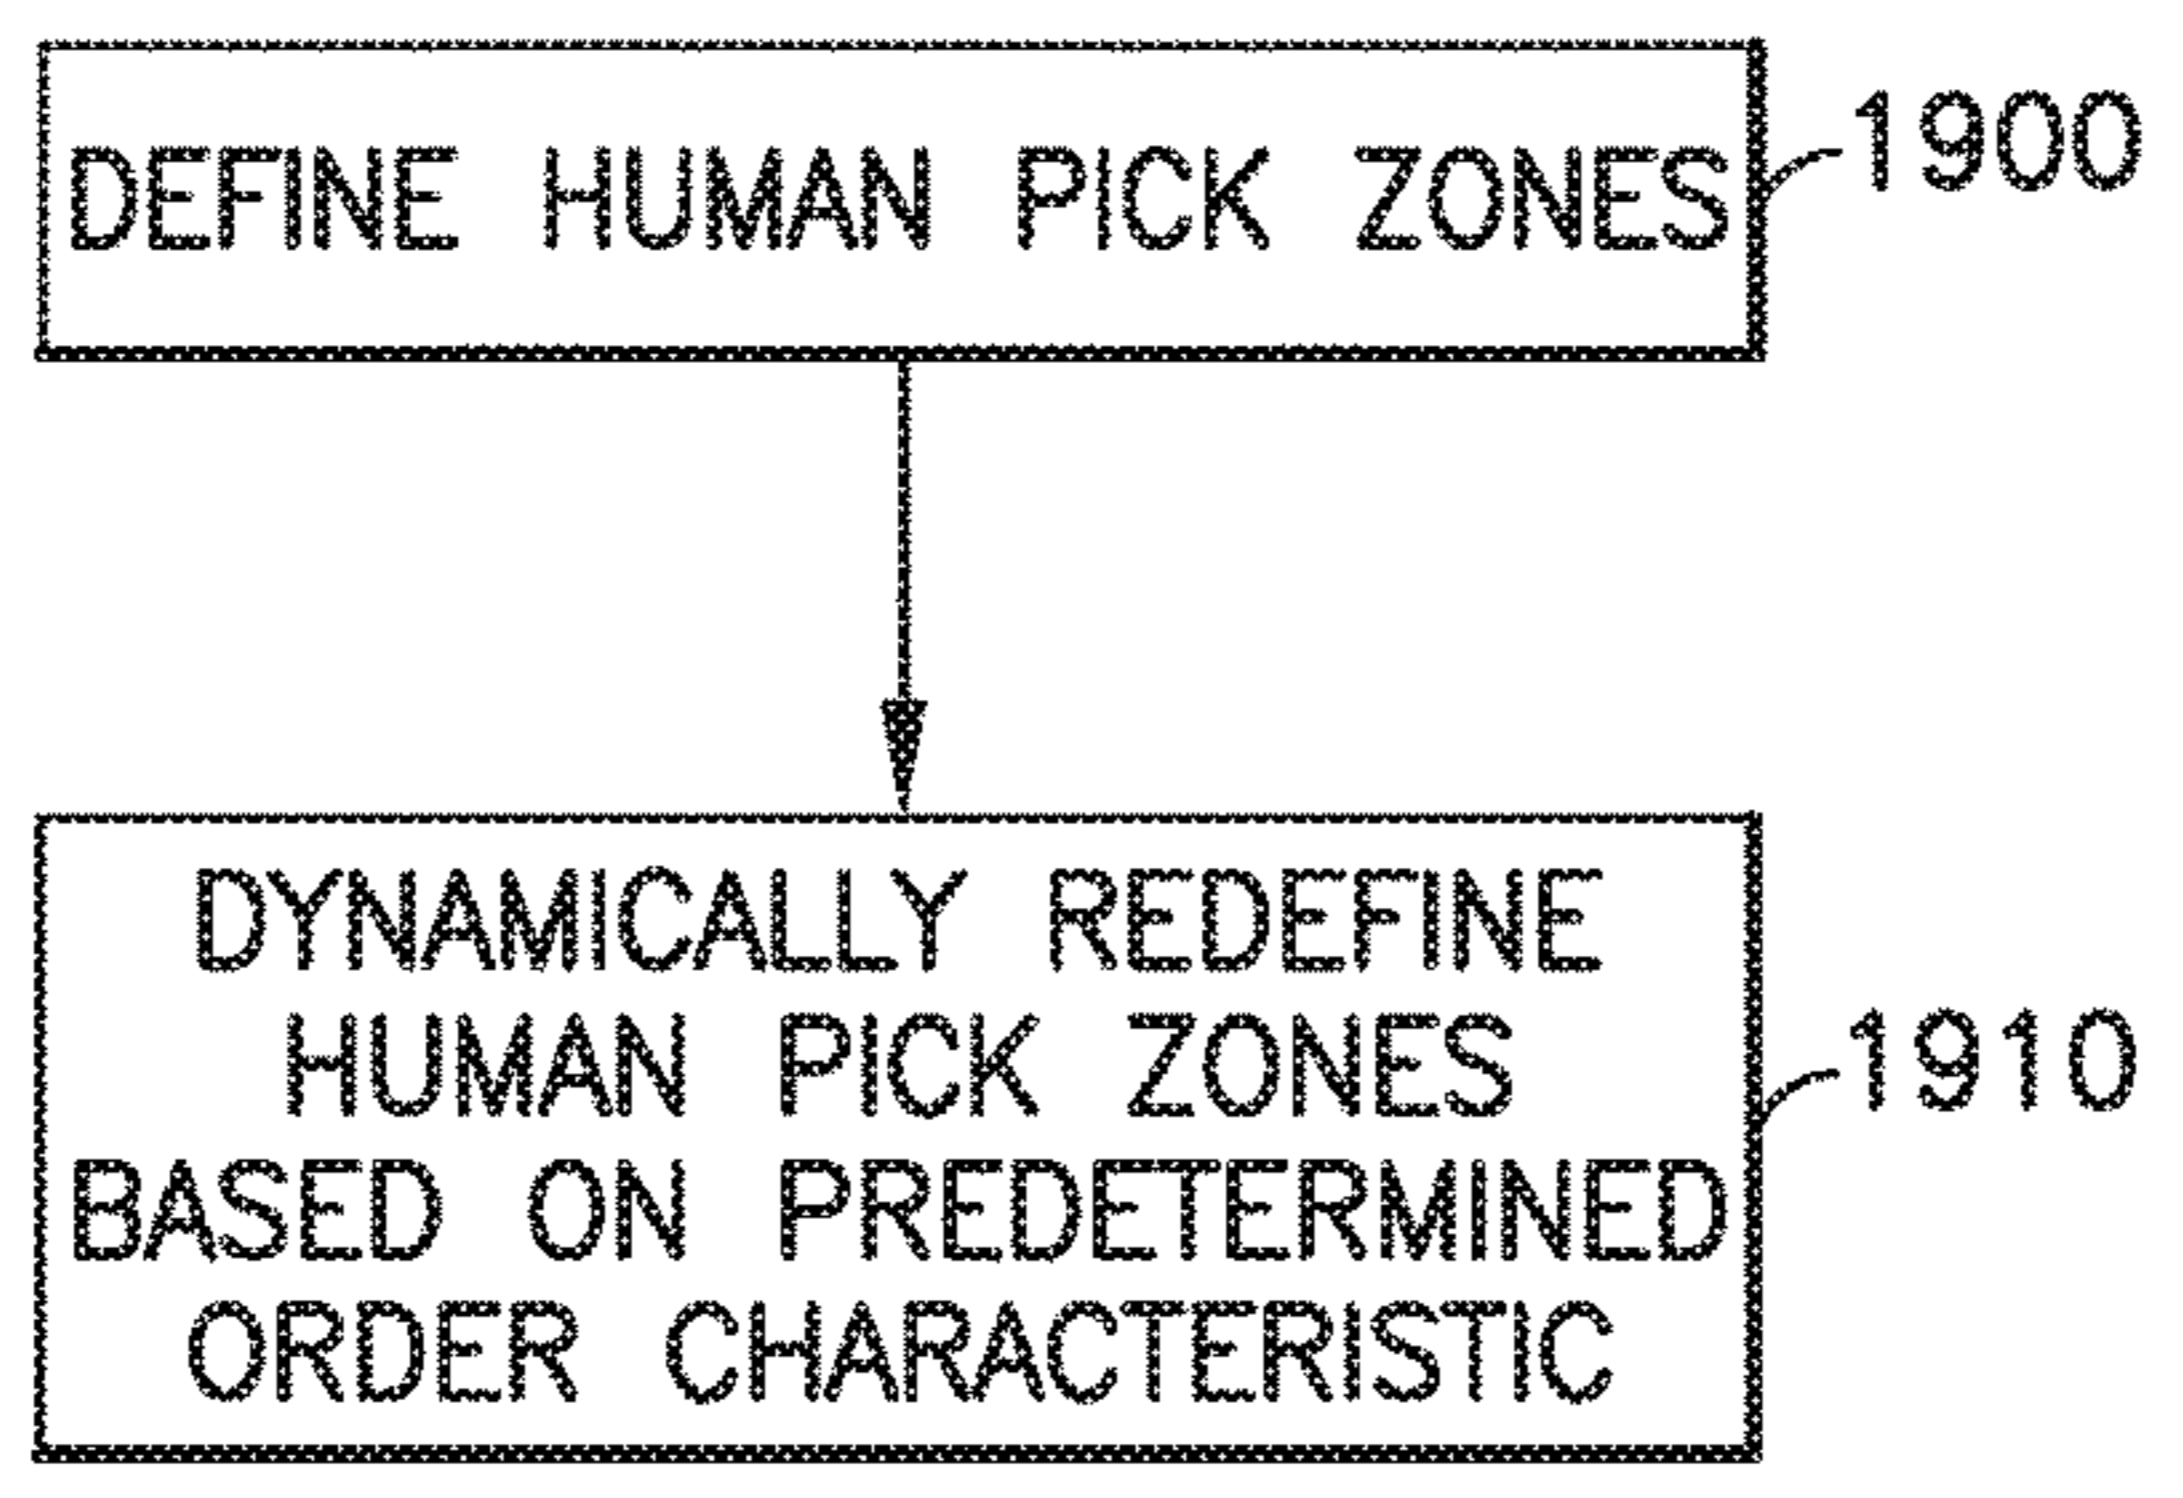 DEFINE HUMAN PICK ZONES
1900
DYNAMICALLY REDEFINE
HUMAN PICK ZONES
BASED ON PREDETERMINED
ORDER CHARACTERISTIC
1910